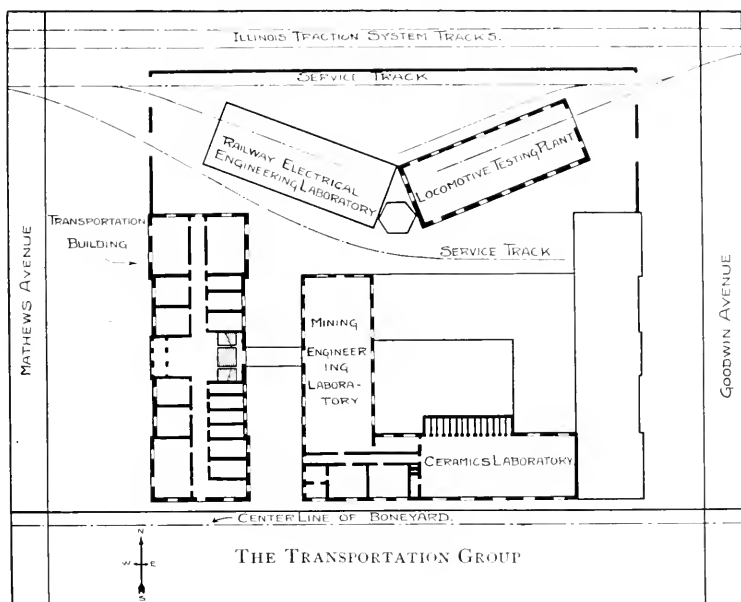 ILLINOIS TRACTION SYSTEM TRACKS.
SERVICE TRACK
RAILWAY ELECTRICAL
ENGINEERING LABORATORY
LOCOMOTIVE TESTING PLANT
TRANSPORTATION
BUILDING
SERVICE TRACK
MATHEWS AVENUE
GOODWIN AVENUE
MINING
ENGINEER
ING
LABORA-
TORY
CERAMICS LABORATORY
CENTER LINE OF BONEYARD.
N
W E
S
THE TRANSPORTATION GROUP